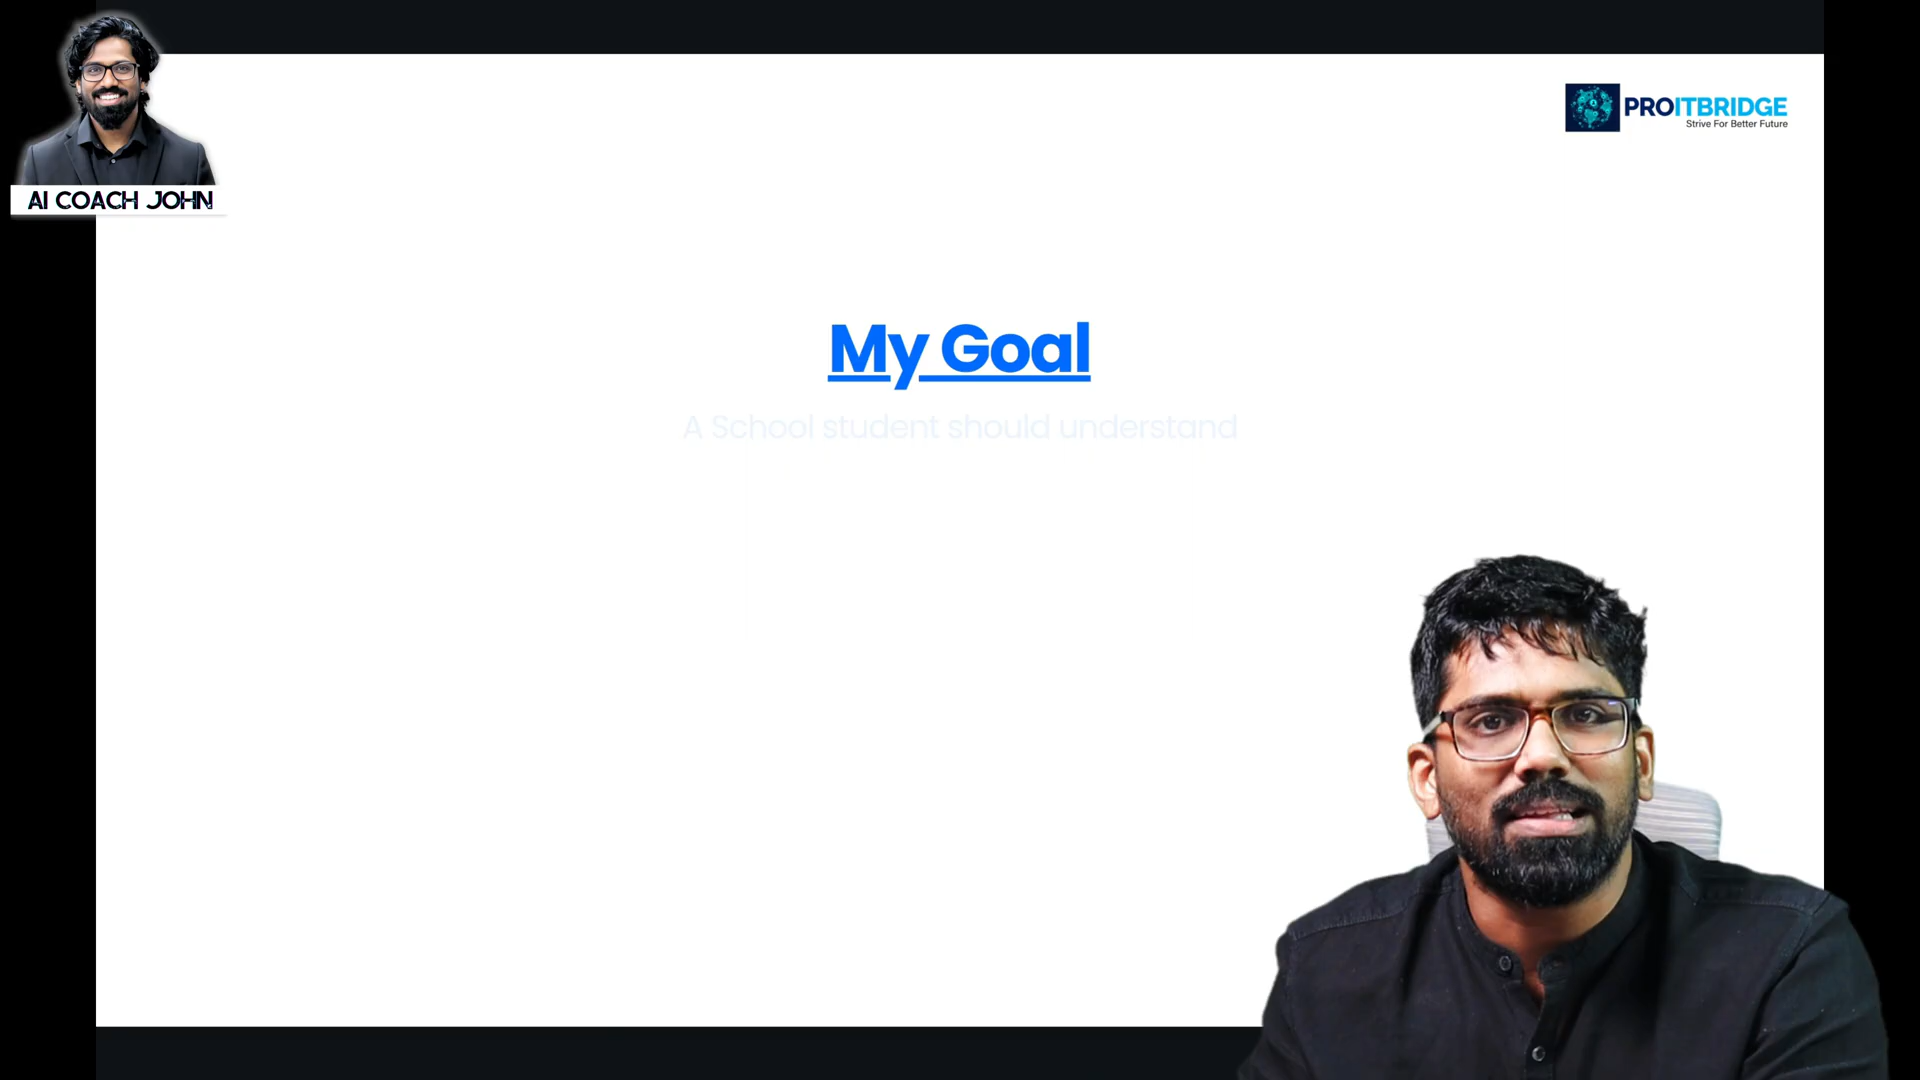 AI COACH JOHN
PROITBRIDGE
Strive For Better Future
My Goal
A School student should understand